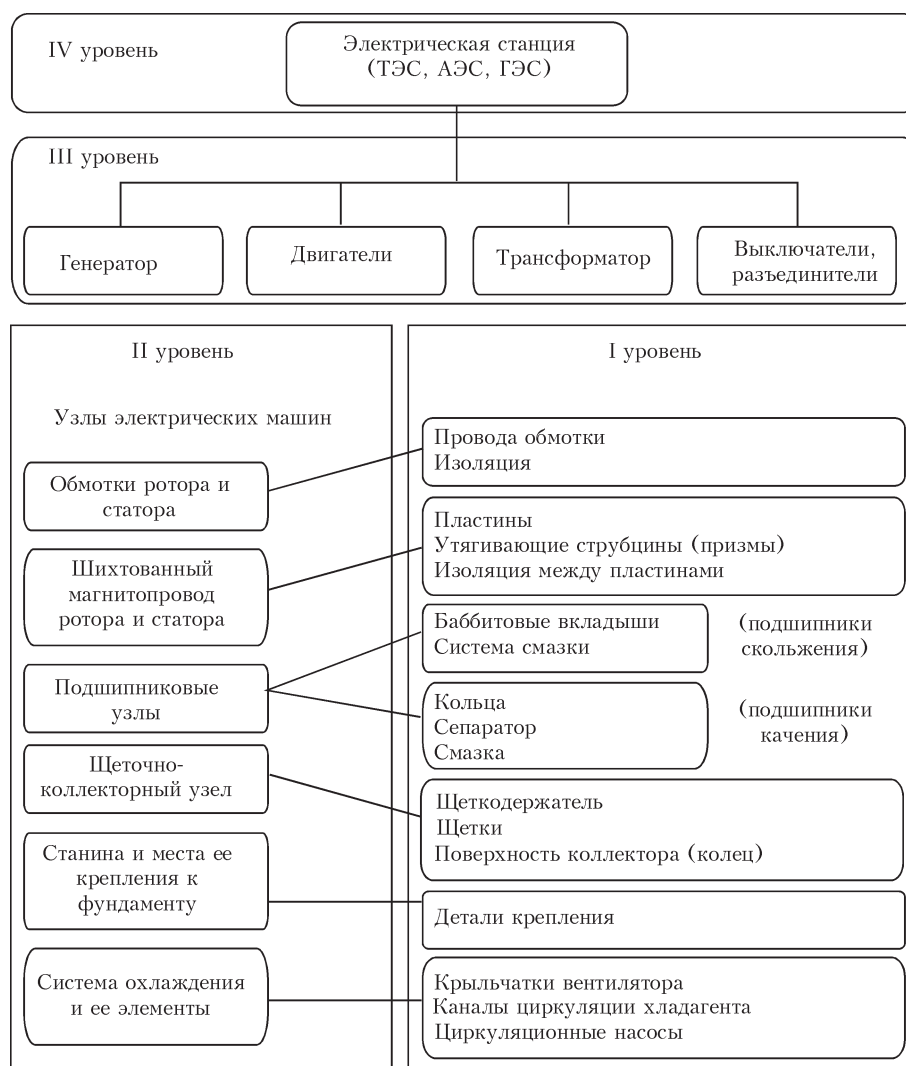 IV уровень
Электрическая станция
(ТЭС, АЭС, ГЭС)
III уровень
Генератор
Двигатели
Трансформатор
Выключатели,
разъединители
II уровень
Узлы электрических машин
Обмотки ротора и
статора
Шихтованный
магнитопровод
ротора и статора
Подшипниковые
узлы
Щеточно-
коллекторный узел
Станина и места ее
крепления к
фундаменту
Система охлаждения
и ее элементы
I уровень
Провода обмотки
Изоляция
Пластины
Утягивающие струбцины (призмы)
Изоляция между пластинами
Баббитовые вкладыши
Система смазки
(подшипники
скольжения)
Кольца
Сепаратор
Смазка
(подшипники
качения)
Щеткодержатель
Щетки
Поверхность коллектора (колец)
Детали крепления
Крыльчатки вентилятора
Каналы циркуляции хладагента
Циркуляционные насосы